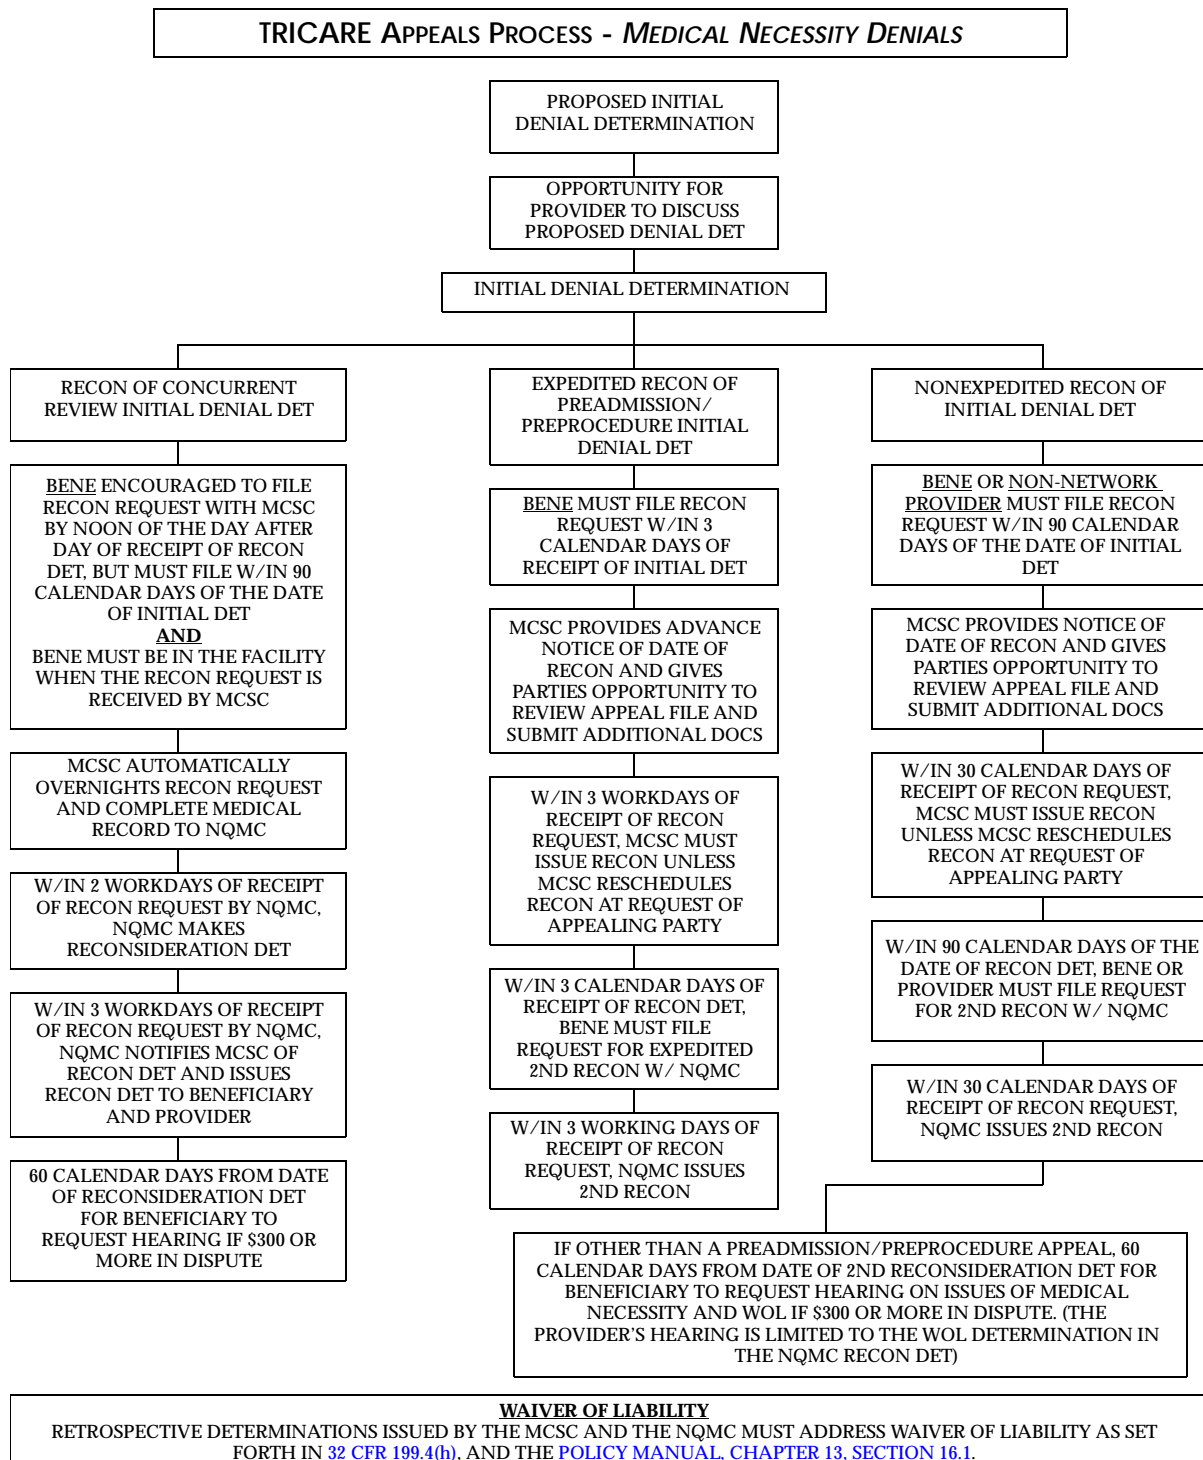 TRICARE APPEALS PROCESS - MEDICAL NECESSITY DENIALS
PROPOSED INITIAL
DENIAL DETERMINATION
OPPORTUNITY FOR
PROVIDER TO DISCUSS
PROPOSED DENIAL DET
INITIAL DENIAL DETERMINATION
RECON OF CONCURRENT
REVIEW INITIAL DENIAL DET
BENE ENCOURAGED TO FILE
RECON REQUEST WITH MCSC
BY NOON OF THE DAY AFTER
DAY OF RECEIPT OF RECON
DET, BUT MUST FILE W/IN 90
CALENDAR DAYS OF THE DATE
OF INITIAL DET
AND
BENE MUST BE IN THE FACILITY
WHEN THE RECON REQUEST IS
RECEIVED BY MCSC
MCSC AUTOMATICALLY
OVERNIGHTS RECON REQUEST
AND COMPLETE MEDICAL
RECORD TO NQMC
W/IN 2 WORKDAYS OF RECEIPT
OF RECON REQUEST BY NQMC,
NQMC MAKES
RECONSIDERATION DET
W/IN 3 WORKDAYS OF RECEIPT
OF RECON REQUEST BY NQMC,
NQMC NOTIFIES MCSC OF
RECON DET AND ISSUES
RECON DET TO BENEFICIARY
AND PROVIDER
60 CALENDAR DAYS FROM DATE
OF RECONSIDERATION DET
FOR BENEFICIARY TO
REQUEST HEARING IF $300 OR
MORE IN DISPUTE
EXPEDITED RECON OF
PREADMISSION/
PREPROCEDURE INITIAL
DENIAL DET
BENE MUST FILE RECON
REQUEST W/IN 3
CALENDAR DAYS OF
RECEIPT OF INITIAL DET
MCSC PROVIDES ADVANCE
NOTICE OF DATE OF
RECON AND GIVES
PARTIES OPPORTUNITY TO
REVIEW APPEAL FILE AND
SUBMIT ADDITIONAL DOCS
W/IN 3 WORKDAYS OF
RECEIPT OF RECON
REQUEST, MCSC MUST
ISSUE RECON UNLESS
MCSC RESCHEDULES
RECON AT REQUEST OF
APPEALING PARTY
W/IN 3 CALENDAR DAYS OF
RECEIPT OF RECON DET,
BENE MUST FILE
REQUEST FOR EXPEDITED
2ND RECON W/ NQMC
W/IN 3 WORKING DAYS OF
RECEIPT OF RECON
REQUEST, NQMC ISSUES
2ND RECON
NONEXPEDITED RECON OF
INITIAL DENIAL DET
BENE OR NON-NETWORK
PROVIDER MUST FILE RECON
REQUEST W/IN 90 CALENDAR
DAYS OF THE DATE OF INITIAL
DET
MCSC PROVIDES NOTICE OF
DATE OF RECON AND GIVES
PARTIES OPPORTUNITY TO
REVIEW APPEAL FILE AND
SUBMIT ADDITIONAL DOCS
W/IN 30 CALENDAR DAYS OF
RECEIPT OF RECON REQUEST,
MCSC MUST ISSUE RECON
UNLESS MCSC RESCHEDULES
RECON AT REQUEST OF
APPEALING PARTY
W/IN 90 CALENDAR DAYS OF THE
DATE OF RECON DET, BENE OR
PROVIDER MUST FILE REQUEST
FOR 2ND RECON W/ NQMC
W/IN 30 CALENDAR DAYS OF
RECEIPT OF RECON REQUEST,
NQMC ISSUES 2ND RECON
IF OTHER THAN A PREADMISSION/PREPROCEDURE APPEAL, 60
CALENDAR DAYS FROM DATE OF 2ND RECONSIDERATION DET FOR
BENEFICIARY TO REQUEST HEARING ON ISSUES OF MEDICAL
NECESSITY AND WOL IF $300 OR MORE IN DISPUTE. (THE
PROVIDER'S HEARING IS LIMITED TO THE WOL DETERMINATION IN
THE NQMC RECON DET)
WAIVER OF LIABILITY
RETROSPECTIVE DETERMINATIONS ISSUED BY THE MCSC AND THE NQMC MUST ADDRESS WAIVER OF LIABILITY AS SET
FORTH IN 32 CFR 199.4(h), AND THE POLICY MANUAL, CHAPTER 13, SECTION 16.1.